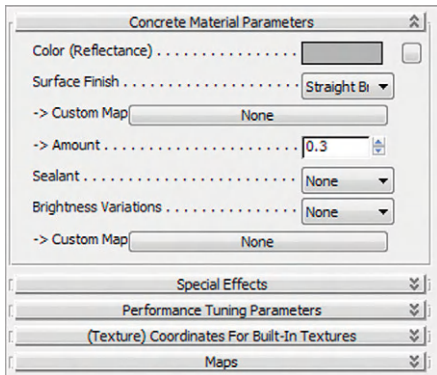 Concrete Material Parameters
Color (Reflectance) . . . . . . . . . . . . . . . .
Surface Finish . . . . . . . . . . . . . . . . . . . . Straight Br
-> Custom Map None
-> Amount . . . . . . . . . . . . . . . . . . . . . . 0.3
Sealant . . . . . . . . . . . . . . . . . . . . . . . . None
Brightness Variations . . . . . . . . . . . . . . . None
-> Custom Map None
Special Effects
Performance Tuning Parameters
(Texture) Coordinates For Built-In Textures
Maps